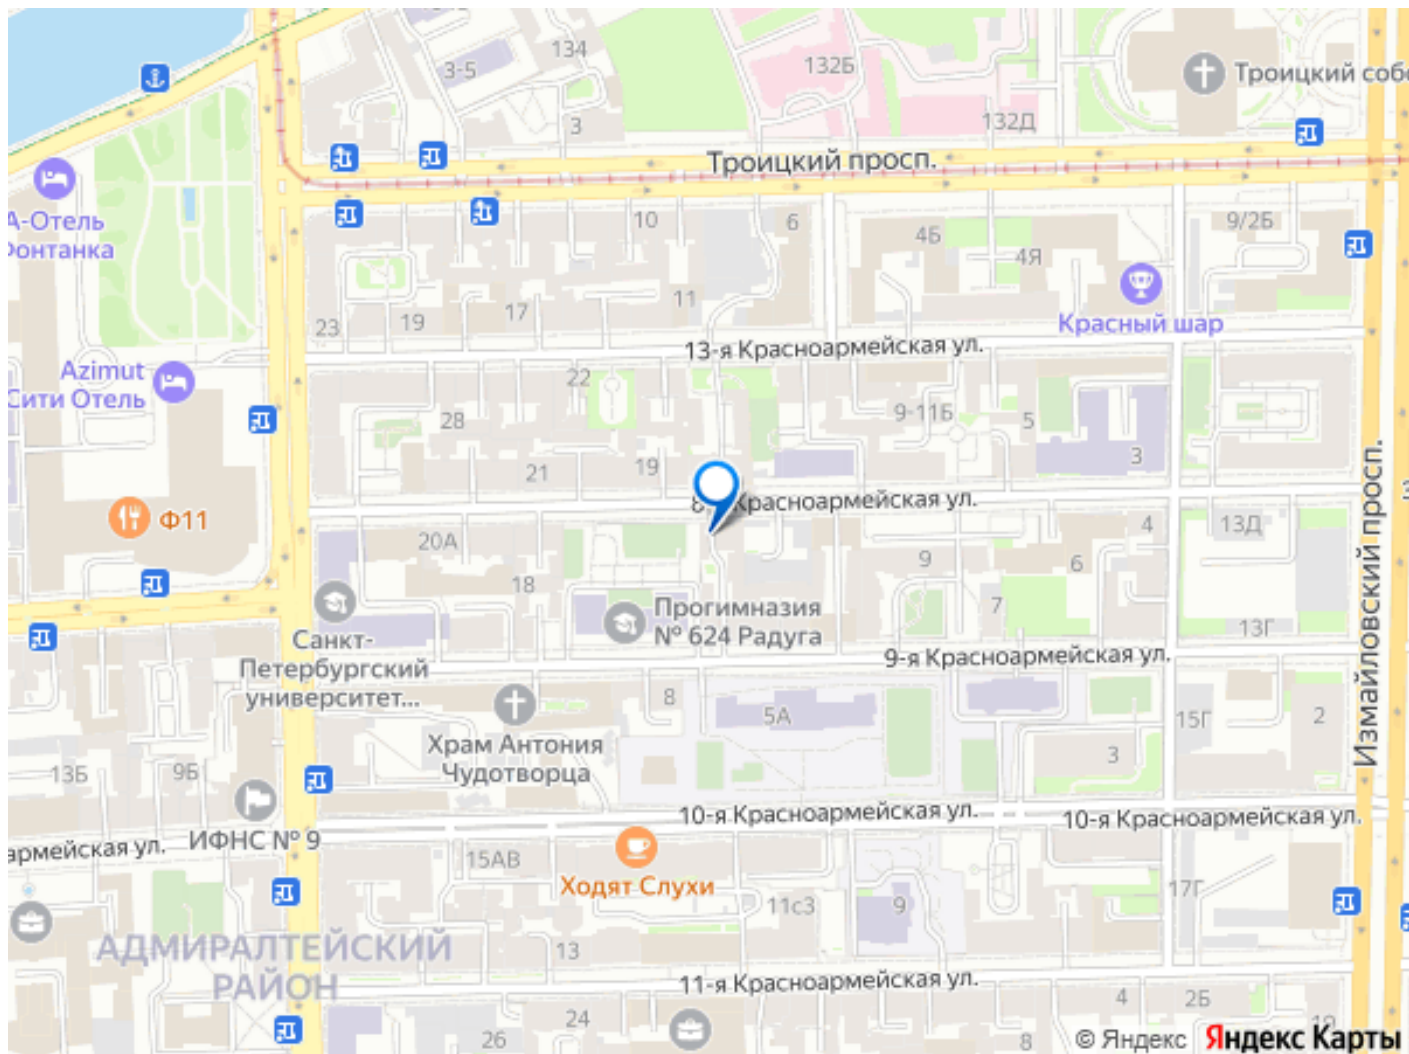 134
3-5
132Б
Троицкий собо
3
132Д
Троицкий просп.
А-Отель
Фонтанка
10
6
4Б
9/2Б
4Я
11
17
19
23
Красный шар
13-я Красноармейская ул.
Azimut
Сити Отель
22
28
9-11Б
5
3
19
21
Измайловский просп.
Красноармейская ул.
Ф11
4
13Д
20А
9
6
18
7
Прогимназия
№ 624 Радуга
13Г
Санкт-
Петербургский
университет...
9-я Красноармейская ул.
8
5А
15Г
2
Храм Антония
Чудотворца
3
13Б
9Б
10-я Красноармейская ул.
10-я Красноармейская ул.
ИФНС № 9
армейская ул.
15АВ
Ходят Слухи
17Г
11с3
9
АДМИРАЛТЕЙСКИЙ
РАЙОН
13
11-я Красноармейская ул.
4
2Б
24
26
8
© Яндекс Яндекс Карты